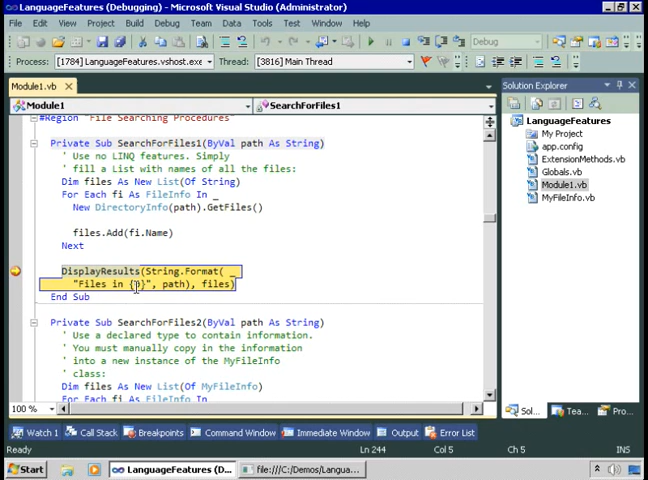 LanguageFeatures (Debugging) - Microsoft Visual Studio (Administrator)
File Edit View Project Build Debug Team Data Tools Test Window Help
Debug
Process: [1784] LanguageFeatures.vshost.exe Thread: [3816] Main Thread
Module1.vb
Solution Explorer
Module1 SearchForFiles1
#Region "File Searching Procedures"
Private Sub SearchForFiles1(ByVal path As String)
' Use no LINQ features. Simply
' fill a List with names of all the files:
Dim files As New List(Of String)
For Each fi As FileInfo In _
New DirectoryInfo(path).GetFiles()
files.Add(fi.Name)
Next
DisplayResults(String.Format( _
"Files in {0}", path), files)
End Sub
Private Sub SearchForFiles2(ByVal path As String)
' Use a declared type to contain information.
' You must manually copy in the information
' into a new instance of the MyFileInfo
' class:
Dim files As New List(Of MyFileInfo)
For Each fi As FileInfo In
LanguageFeatures
My Project
app.config
ExtensionMethods.vb
Globals.vb
Module1.vb
MyFileInfo.vb
100 %
Sol... Tea... Pro...
Watch 1 Call Stack Breakpoints Command Window Immediate Window Output Error List
Ready Ln 244 Col 5 Ch 5 INS
Start LanguageFeatures (D... file:///C:/Demos/Langua... 5:08 PM